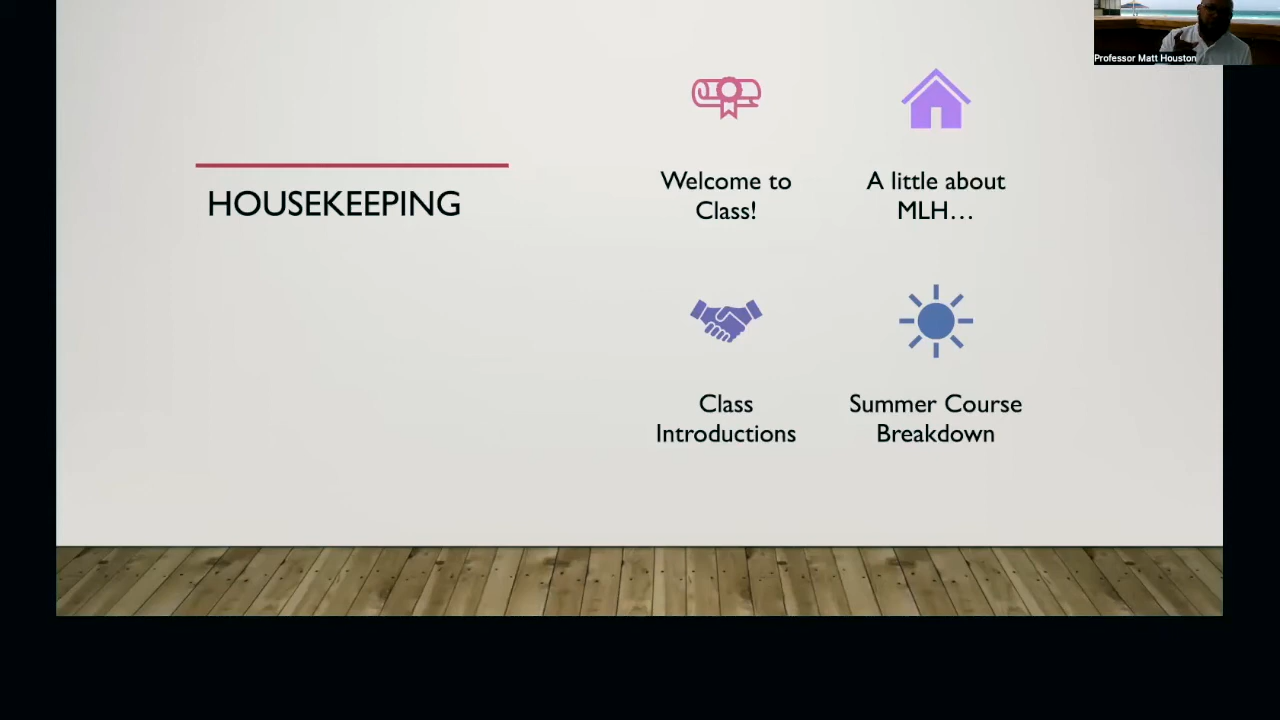 Professor Matt Houston
HOUSEKEEPING
Welcome to
Class!
A little about
MLH...
Class
Introductions
Summer Course
Breakdown